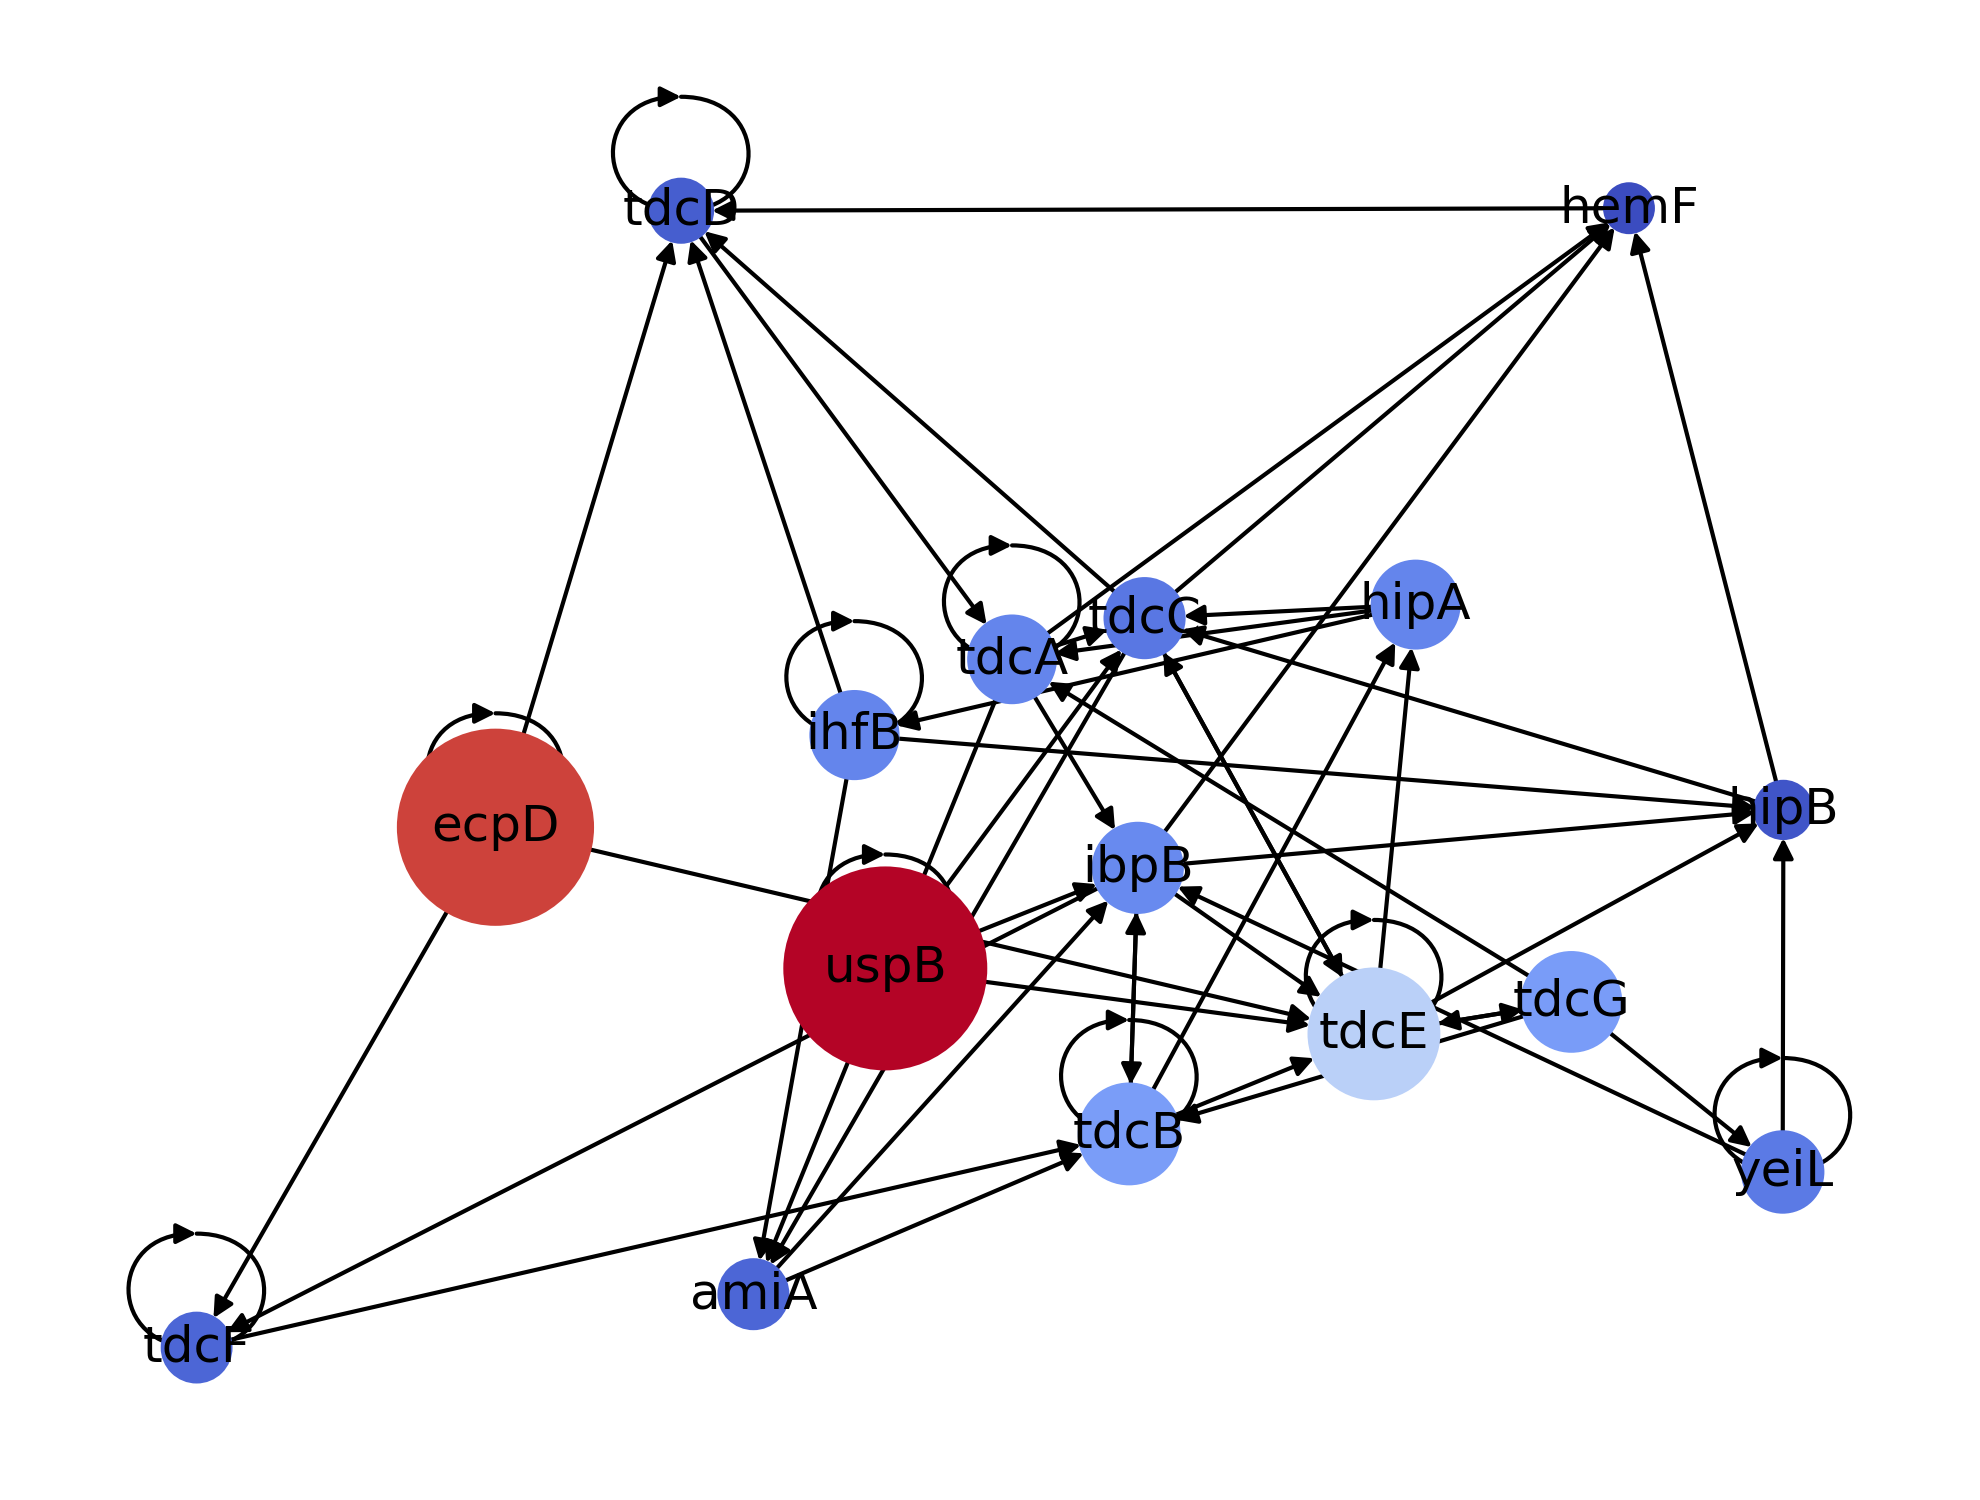 tdcD
hemF
hipA
tdcC
tdcA
ihfB
hipB
ecpD
ibpB
uspB
tdcG
tdcE
tdcB
yeiL
amiA
tdcF